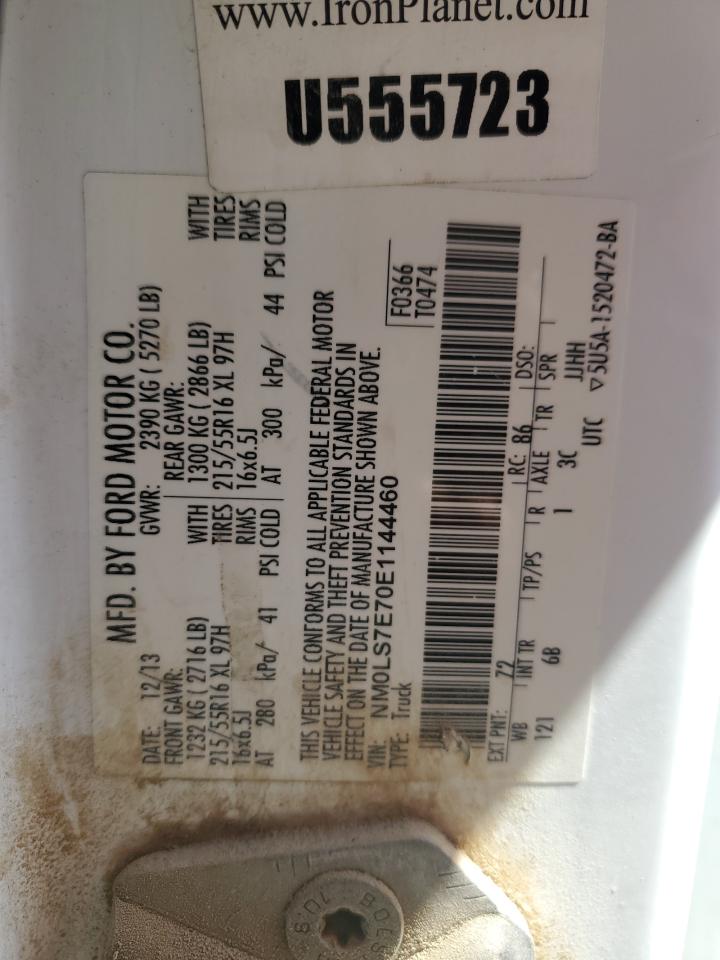 www.IronPlanet.com
U555723
MFD. BY FORD MOTOR CO.
DATE: 12/13 GVWR: 2390 KG ( 5270 LB)
FRONT GAWR: REAR GAWR:
1232 KG ( 2716 LB) WITH 1300 KG ( 2866 LB) WITH
215/55R16 XL 97H TIRES 215/55R16 XL 97H TIRES
16x6.5J RIMS 16x6.5J RIMS
AT 280 kPa/ 41 PSI COLD AT 300 kPa/ 44 PSI COLD
THIS VEHICLE CONFORMS TO ALL APPLICABLE FEDERAL MOTOR
VEHICLE SAFETY AND THEFT PREVENTION STANDARDS IN
EFFECT ON THE DATE OF MANUFACTURE SHOWN ABOVE.
VIN: NM0LS7E70E1144460 F0366
TYPE: Truck T0474
EXT PNT: 7Z RC: 86 DSO:
WB INT TR TP/PS R AXLE TR SPR
121 6B 1 3C JJHH
UTC ▽5U5A-1520472-BA
10.9